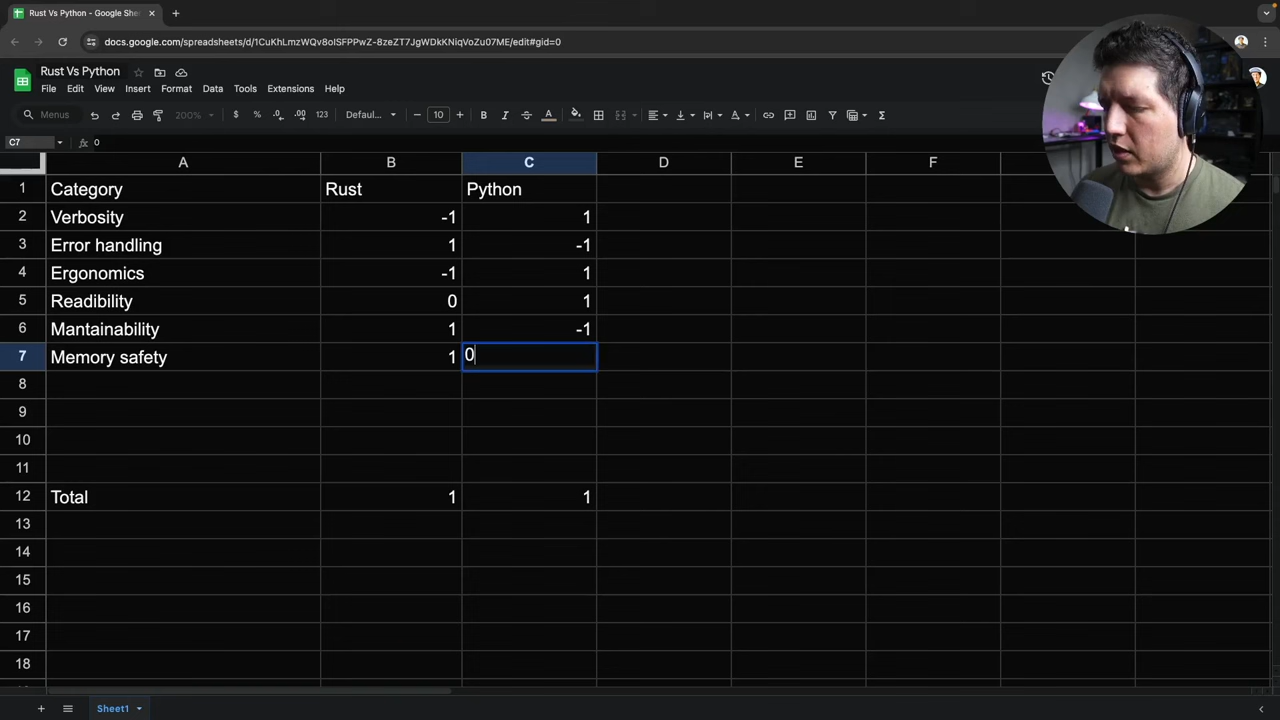 Rust Vs Python - Google Shee
docs.google.com/spreadsheets/d/1CuKhLmzWQv8oISFPPwZ-8zeZT7JgWDkKNiqVoZu07ME/edit#gid=0
Rust Vs Python
File Edit View Insert Format Data Tools Extensions Help
Menus 200% $ % .0 .00 123 Defaul... 10 B I A
C7 fx 0
A B C D E F
1 Category Rust Python
2 Verbosity -1 1
3 Error handling 1 -1
4 Ergonomics -1 1
5 Readibility 0 1
6 Mantainability 1 -1
7 Memory safety 1 0
8
9
10
11
12 Total 1 1
13
14
15
16
17
18
Sheet1